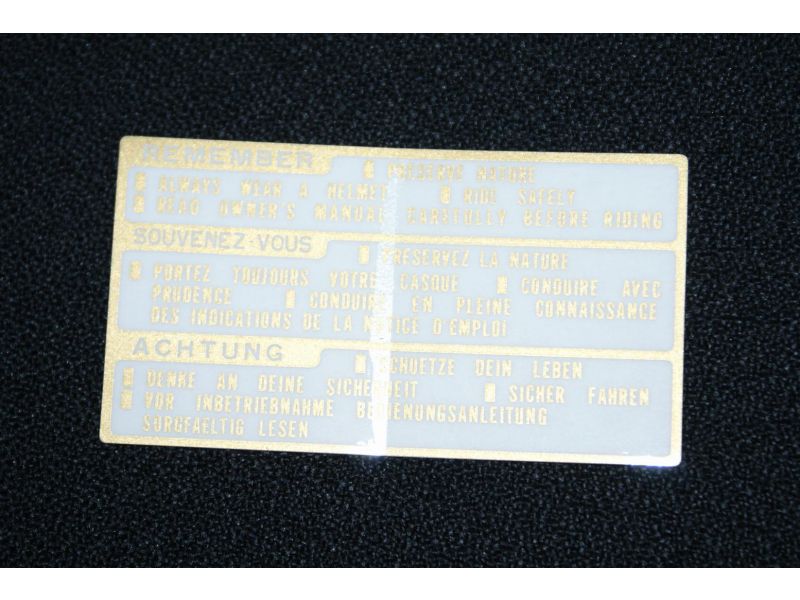 REMEMBER
PRESERVE NATURE
ALWAYS WEAR A HELMET RIDE SAFELY
READ OWNER'S MANUAL CAREFULLY BEFORE RIDING
SOUVENEZ-VOUS
PRESERVEZ LA NATURE
PORTEZ TOUJOURS VOTRE CASQUE CONDUIRE AVEC
PRUDENCE CONDUIRE EN PLEINE CONNAISSANCE
DES INDICATIONS DE LA NOTICE D'EMPLOI
ACHTUNG
SCHUETZE DEIN LEBEN
DENKE AN DEINE SICHERHEIT SICHER FAHREN
VOR INBETRIEBNAHME BEDIENUNGSANLEITUNG
SORGFAELTIG LESEN